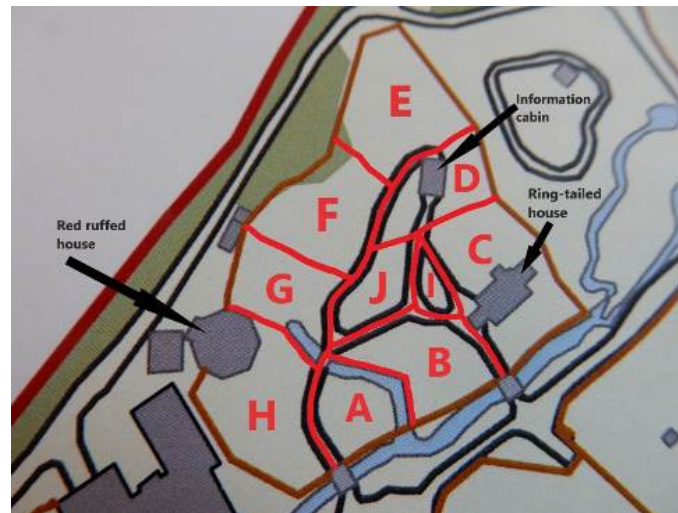 E
Information
cabin
D
Ring-tailed
house
F
Red ruffed
house
C
G
J
I
B
H
A